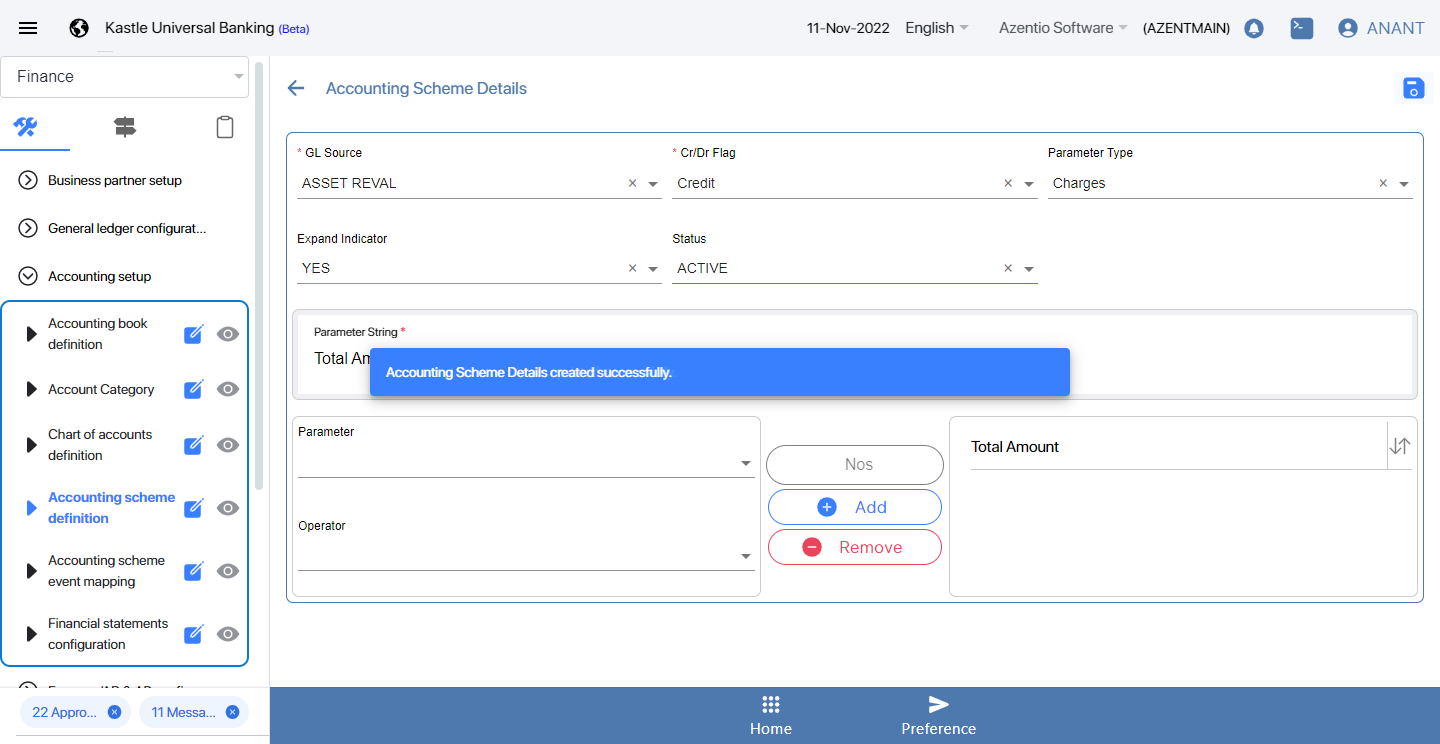 Kastle Universal Banking (Beta)
11-Nov-2022 English Azentio Software (AZENTMAIN) ANANT
Finance
Accounting Scheme Details
Business partner setup
General ledger configurat...
Accounting setup
Accounting book
definition
Account Category
Chart of accounts
definition
Accounting scheme
definition
Accounting scheme
event mapping
Financial statements
configuration
22 Appro...
11 Messa...
* GL Source
ASSET REVAL
* Cr/Dr Flag
Credit
Parameter Type
Charges
Expand Indicator
YES
Status
ACTIVE
Parameter String *
Total
Accounting Scheme Details created successfully.
Parameter
Operator
Nos
Add
Remove
Total Amount
Home
Preference